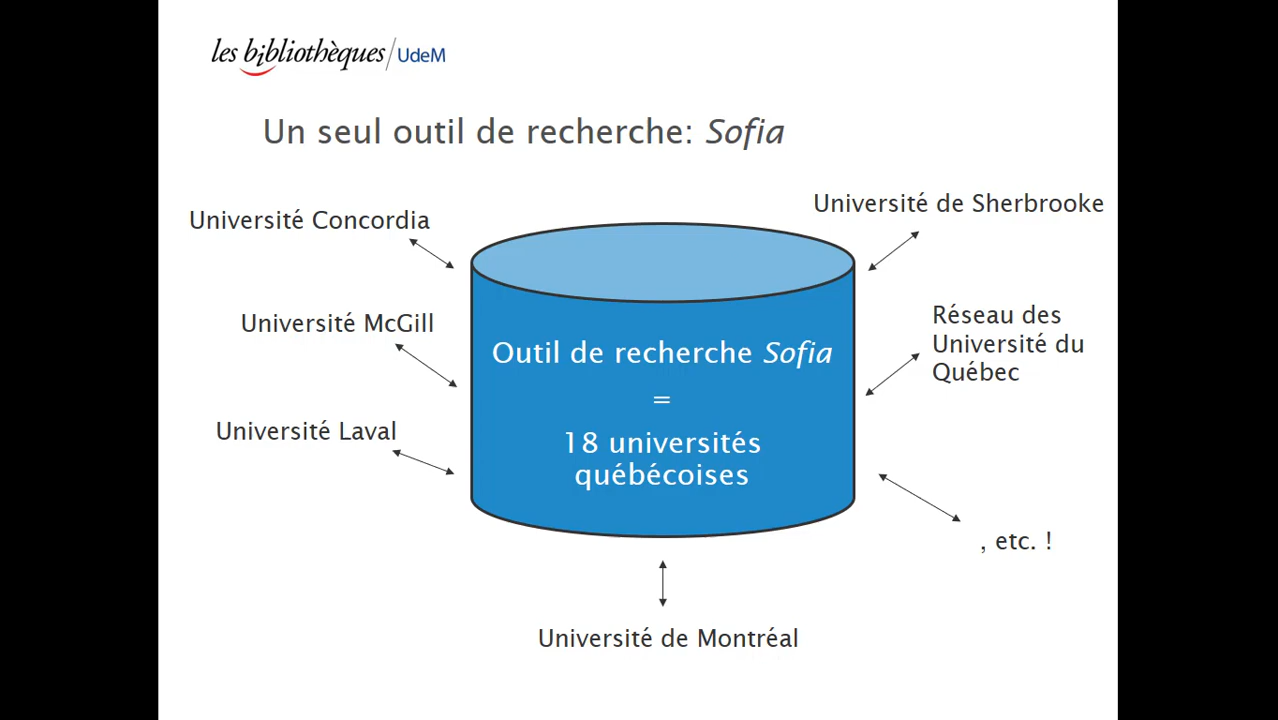 les bibliothèques/UdeM
Un seul outil de recherche: Sofia
Université Concordia
Université de Sherbrooke
Université McGill
Réseau des
Université du
Québec
Outil de recherche Sofia
=
18 universités
québécoises
Université Laval
, etc. !
Université de Montréal